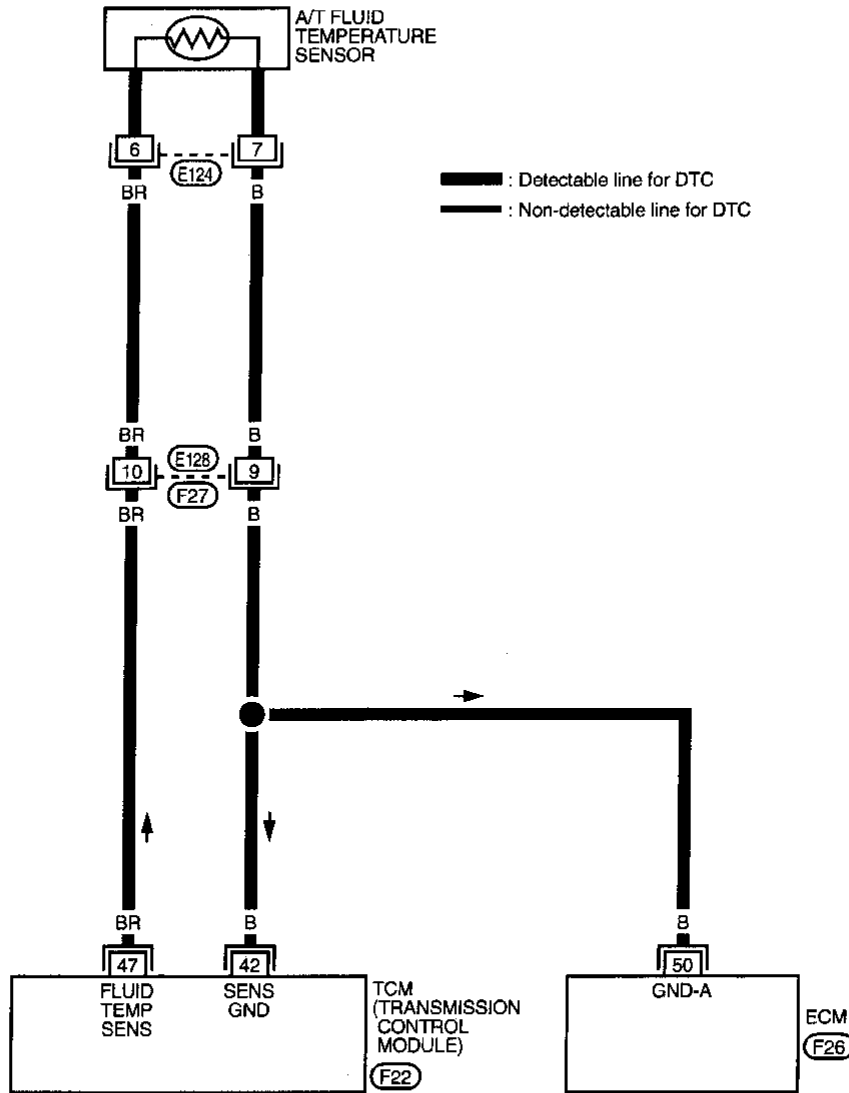 A/T FLUID
TEMPERATURE
SENSOR
6
7
E124
BR
B
: Detectable line for DTC
: Non-detectable line for DTC
BR
B
E128
10
9
F27
BR
B
BR
B
B
47
42
50
FLUID
TEMP
SENS
SENS
GND
TCM
(TRANSMISSION
CONTROL
MODULE)
F22
GND-A
ECM
F26